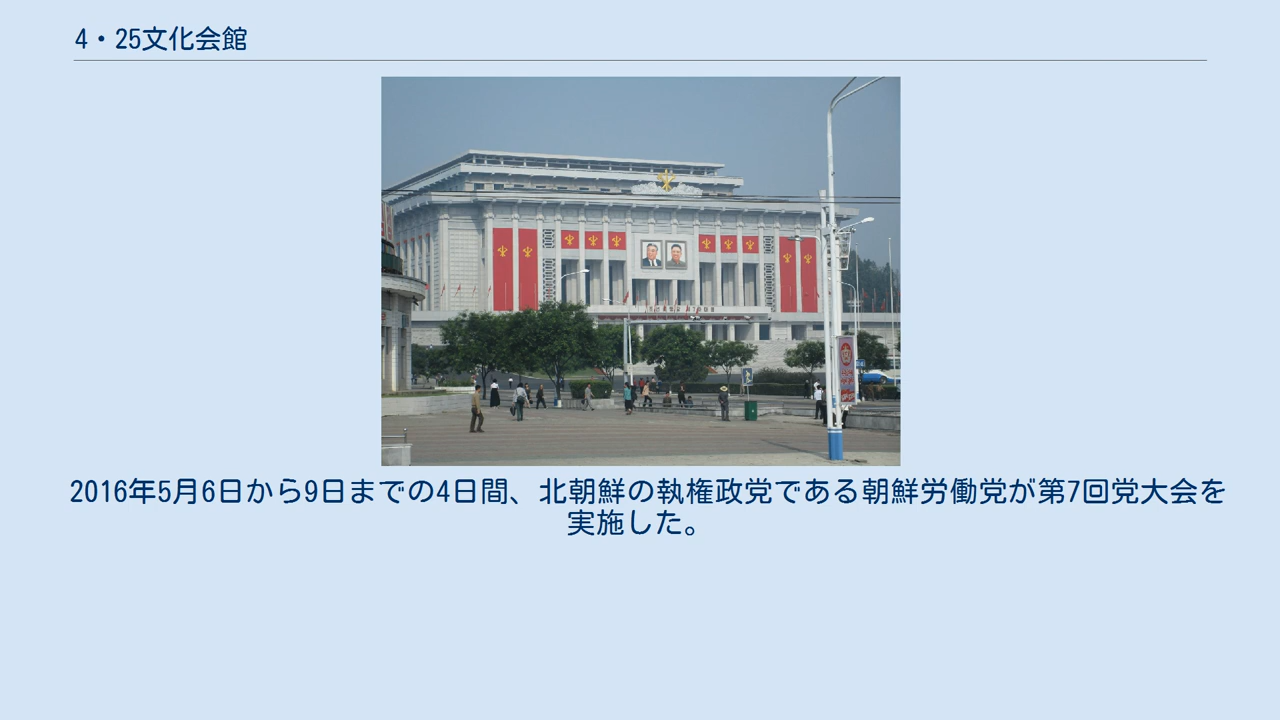 4・25文化会館
2016年5月6日から9日までの4日間、北朝鮮の執権政党である朝鮮労働党が第7回党大会を
実施した。